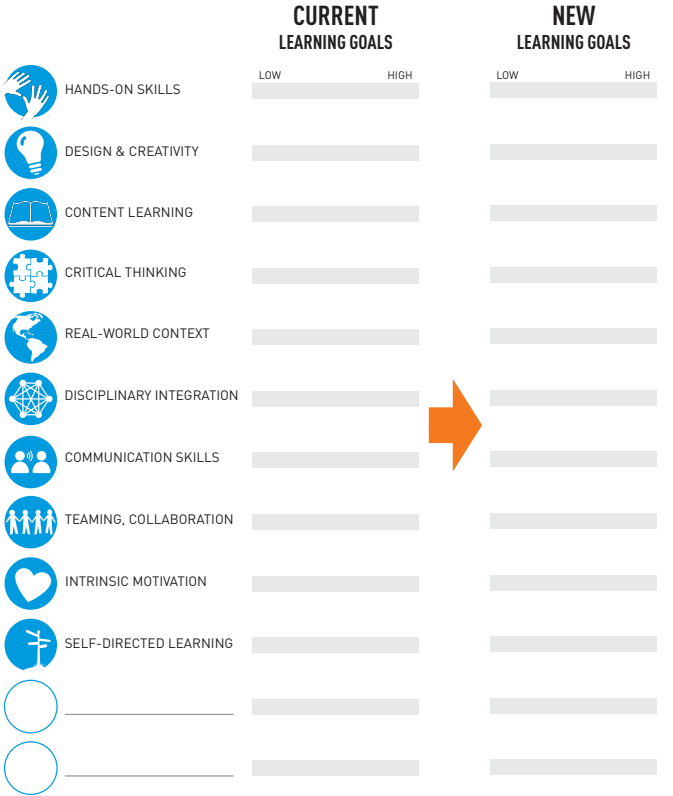 CURRENT
LEARNING GOALS
NEW
LEARNING GOALS
LOW HIGH
LOW HIGH
HANDS-ON SKILLS
DESIGN & CREATIVITY
CONTENT LEARNING
CRITICAL THINKING
REAL-WORLD CONTEXT
DISCIPLINARY INTEGRATION
COMMUNICATION SKILLS
TEAMING, COLLABORATION
INTRINSIC MOTIVATION
SELF-DIRECTED LEARNING